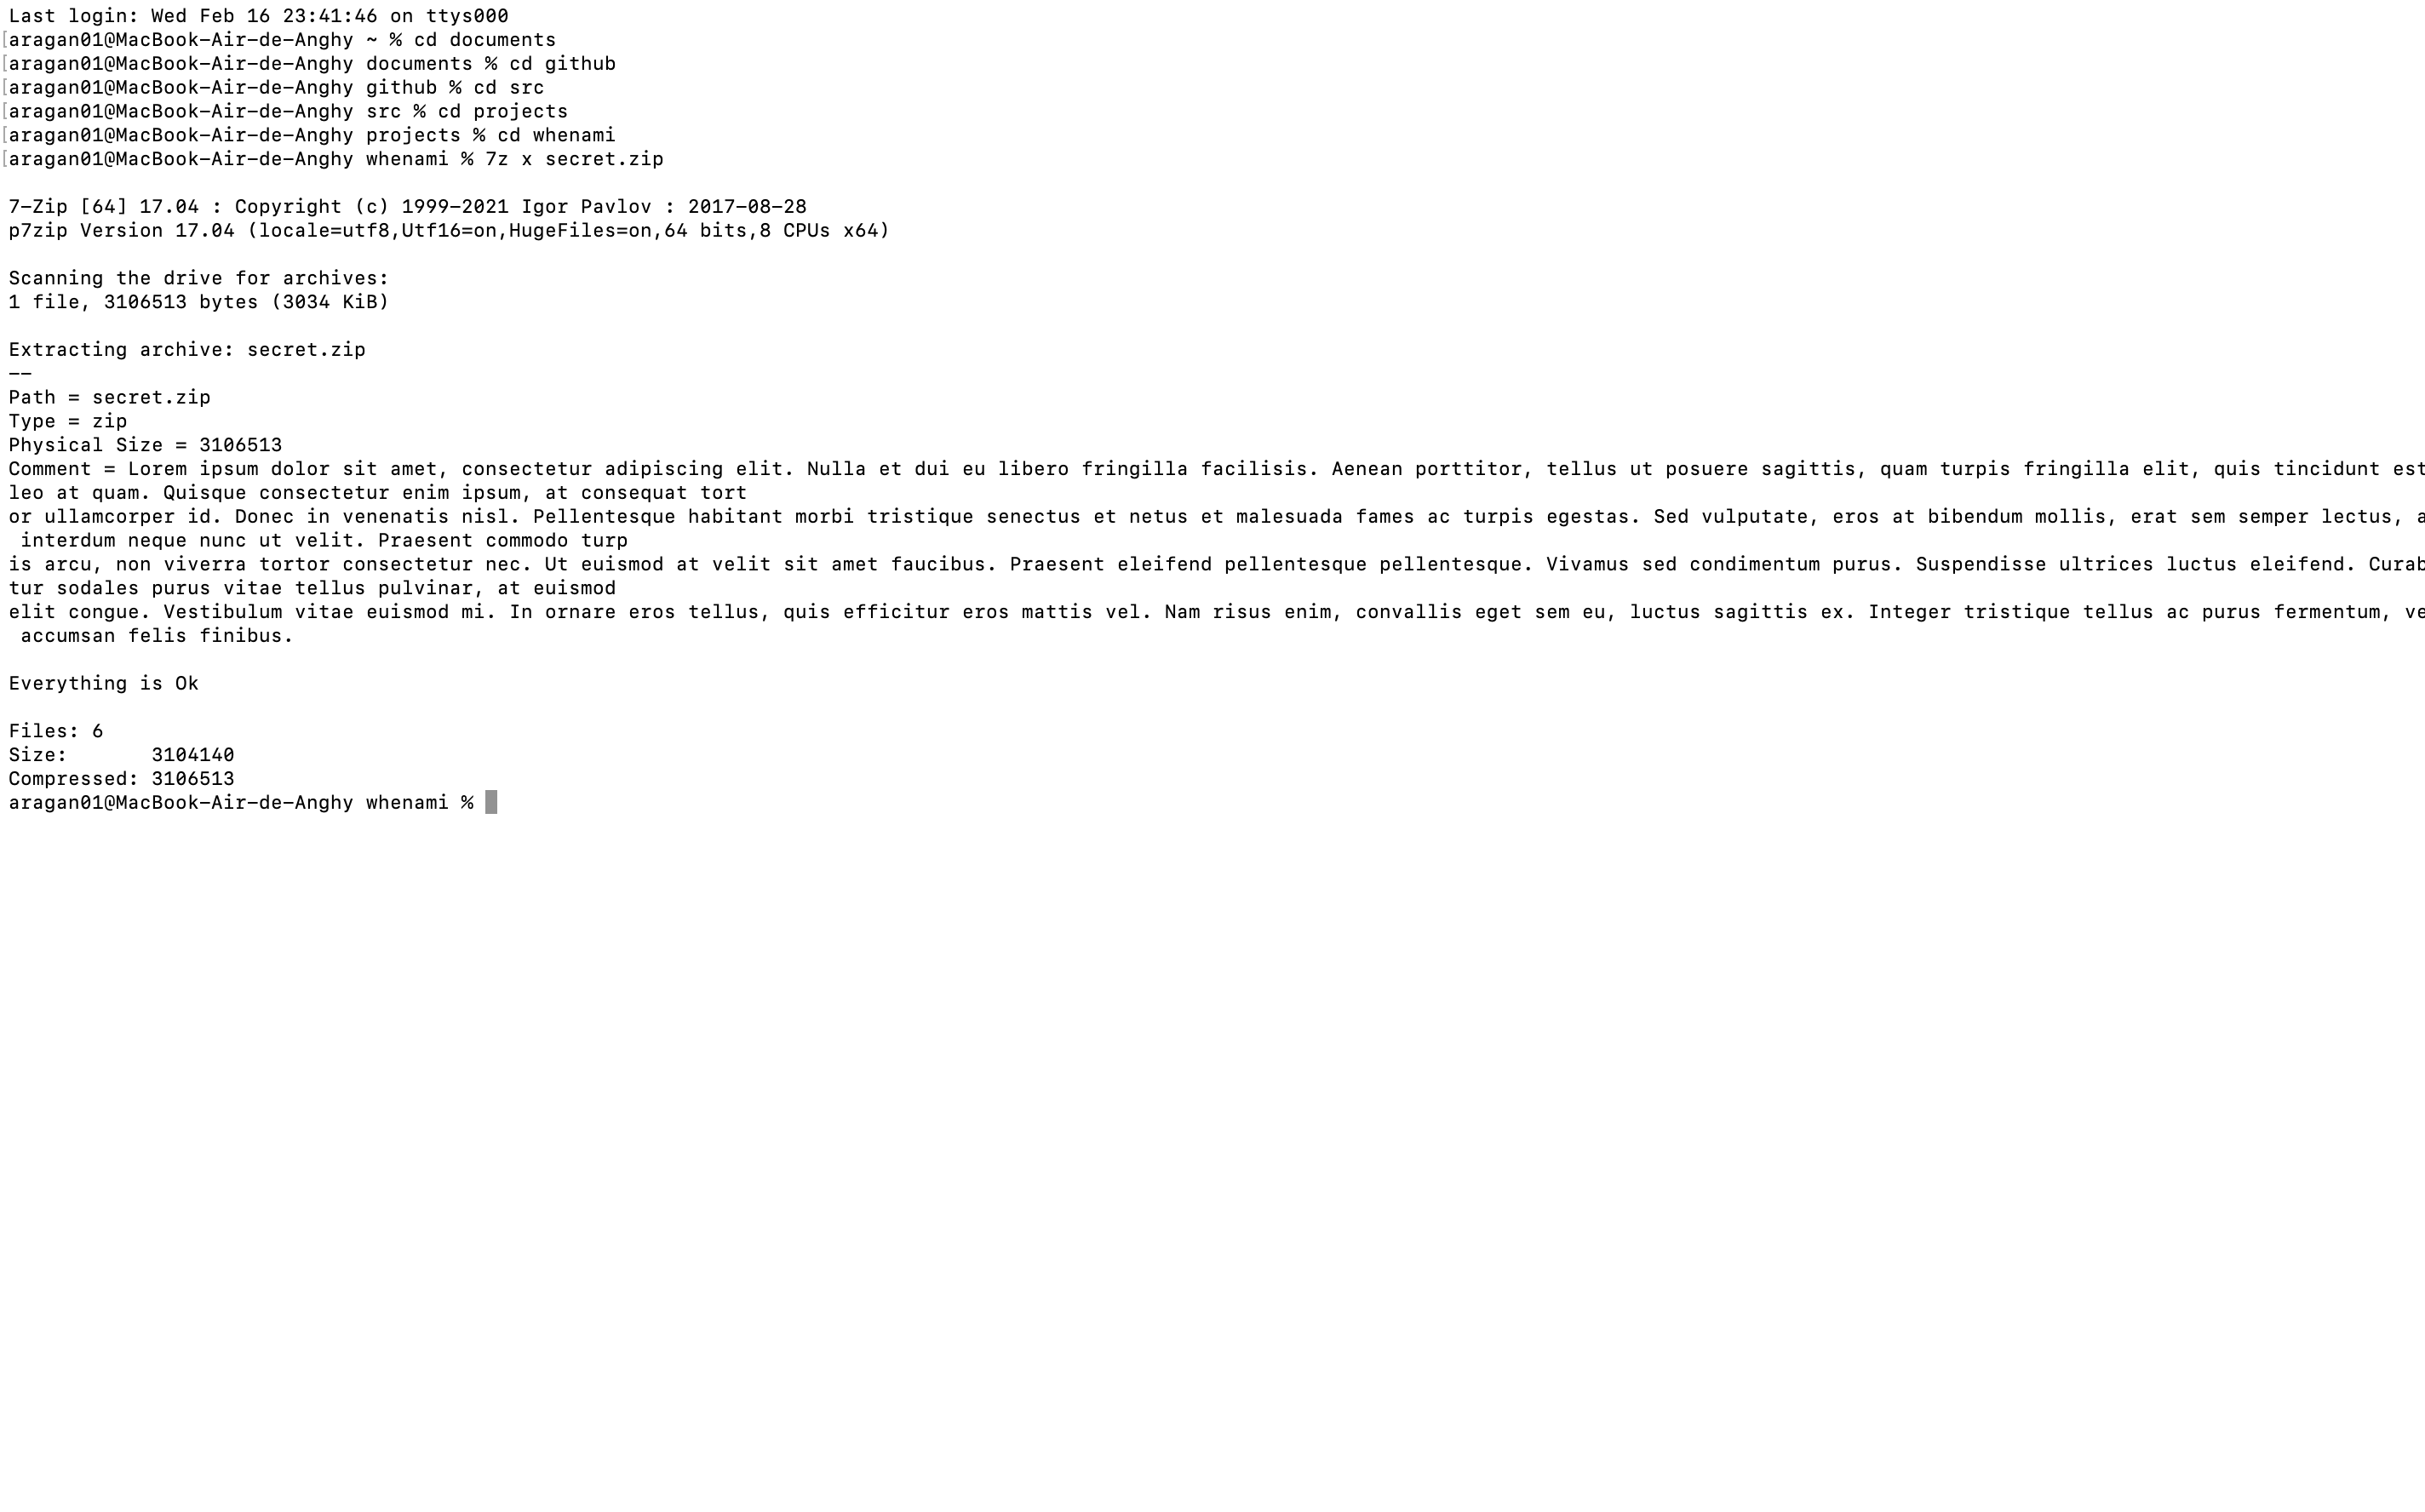 Last login: Wed Feb 16 23:41:46 on ttys000
[aragan01@MacBook-Air-de-Anghy ~ % cd documents
[aragan01@MacBook-Air-de-Anghy documents % cd github
[aragan01@MacBook-Air-de-Anghy github % cd src
[aragan01@MacBook-Air-de-Anghy src % cd projects
[aragan01@MacBook-Air-de-Anghy projects % cd whenami
[aragan01@MacBook-Air-de-Anghy whenami % 7z x secret.zip
7-Zip [64] 17.04 : Copyright (c) 1999-2021 Igor Pavlov : 2017-08-28
p7zip Version 17.04 (locale=utf8,Utf16=on,HugeFiles=on,64 bits,8 CPUs x64)
Scanning the drive for archives:
1 file, 3106513 bytes (3034 KiB)
Extracting archive: secret.zip
--
Path = secret.zip
Type = zip
Physical Size = 3106513
Comment = Lorem ipsum dolor sit amet, consectetur adipiscing elit. Nulla et dui eu libero fringilla facilisis. Aenean porttitor, tellus ut posuere sagittis, quam turpis fringilla elit, quis tincidunt est
leo at quam. Quisque consectetur enim ipsum, at consequat tort
or ullamcorper id. Donec in venenatis nisl. Pellentesque habitant morbi tristique senectus et netus et malesuada fames ac turpis egestas. Sed vulputate, eros at bibendum mollis, erat sem semper lectus, a
interdum neque nunc ut velit. Praesent commodo turp
is arcu, non viverra tortor consectetur nec. Ut euismod at velit sit amet faucibus. Praesent eleifend pellentesque pellentesque. Vivamus sed condimentum purus. Suspendisse ultrices luctus eleifend. Curab
tur sodales purus vitae tellus pulvinar, at euismod
elit congue. Vestibulum vitae euismod mi. In ornare eros tellus, quis efficitur eros mattis vel. Nam risus enim, convallis eget sem eu, luctus sagittis ex. Integer tristique tellus ac purus fermentum, ve
accumsan felis finibus.
Everything is Ok
Files: 6
Size:       3104140
Compressed: 3106513
aragan01@MacBook-Air-de-Anghy whenami %